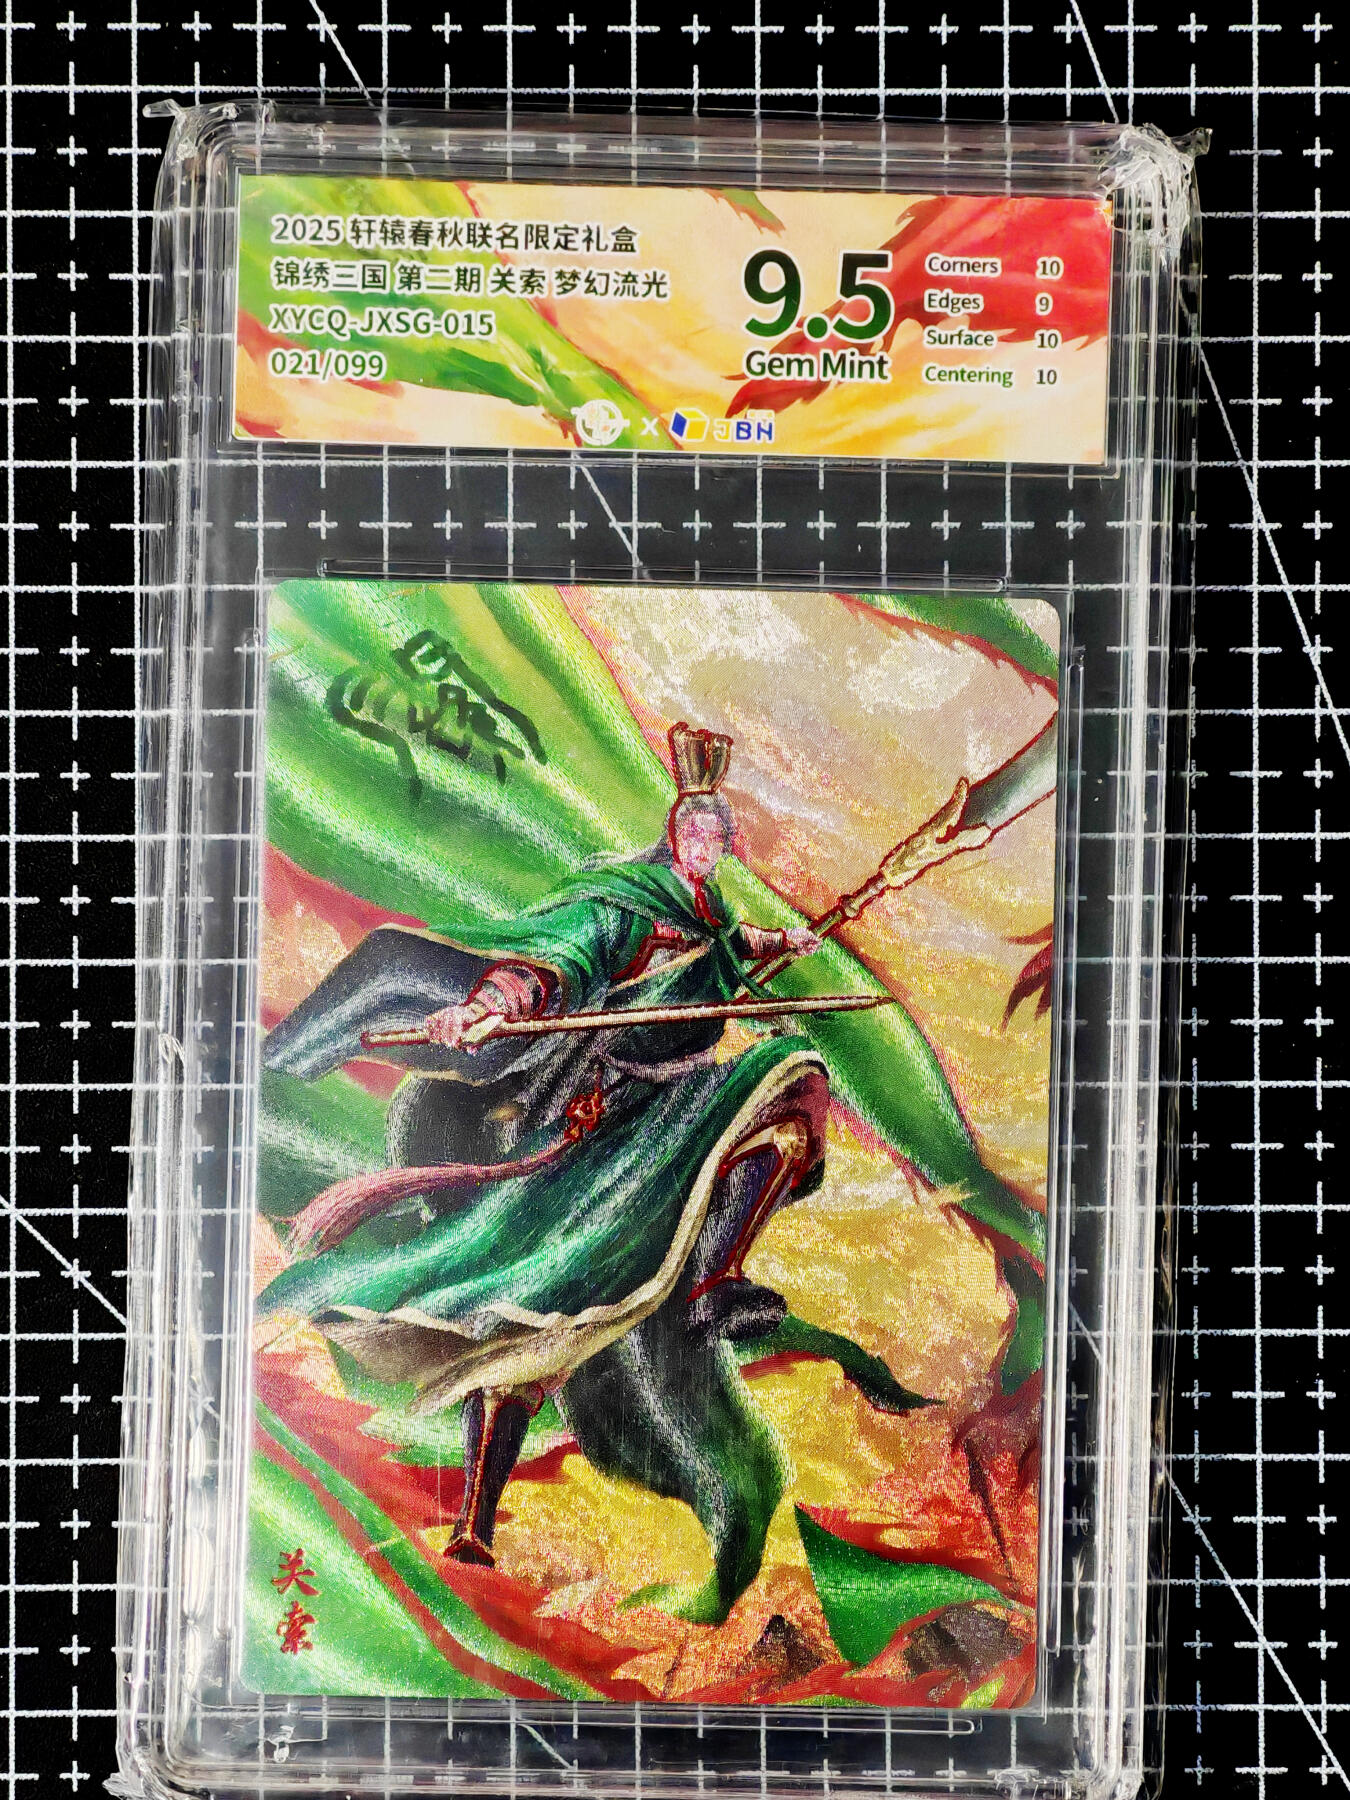 2025 轩辕春秋联名限定礼盒
锦绣三国 第二期 关索 梦幻流光
XYCQ-JXSG-015
021/099
9.5
Gem Mint
Corners 10
Edges 9
Surface 10
Centering 10
X JBH
关索